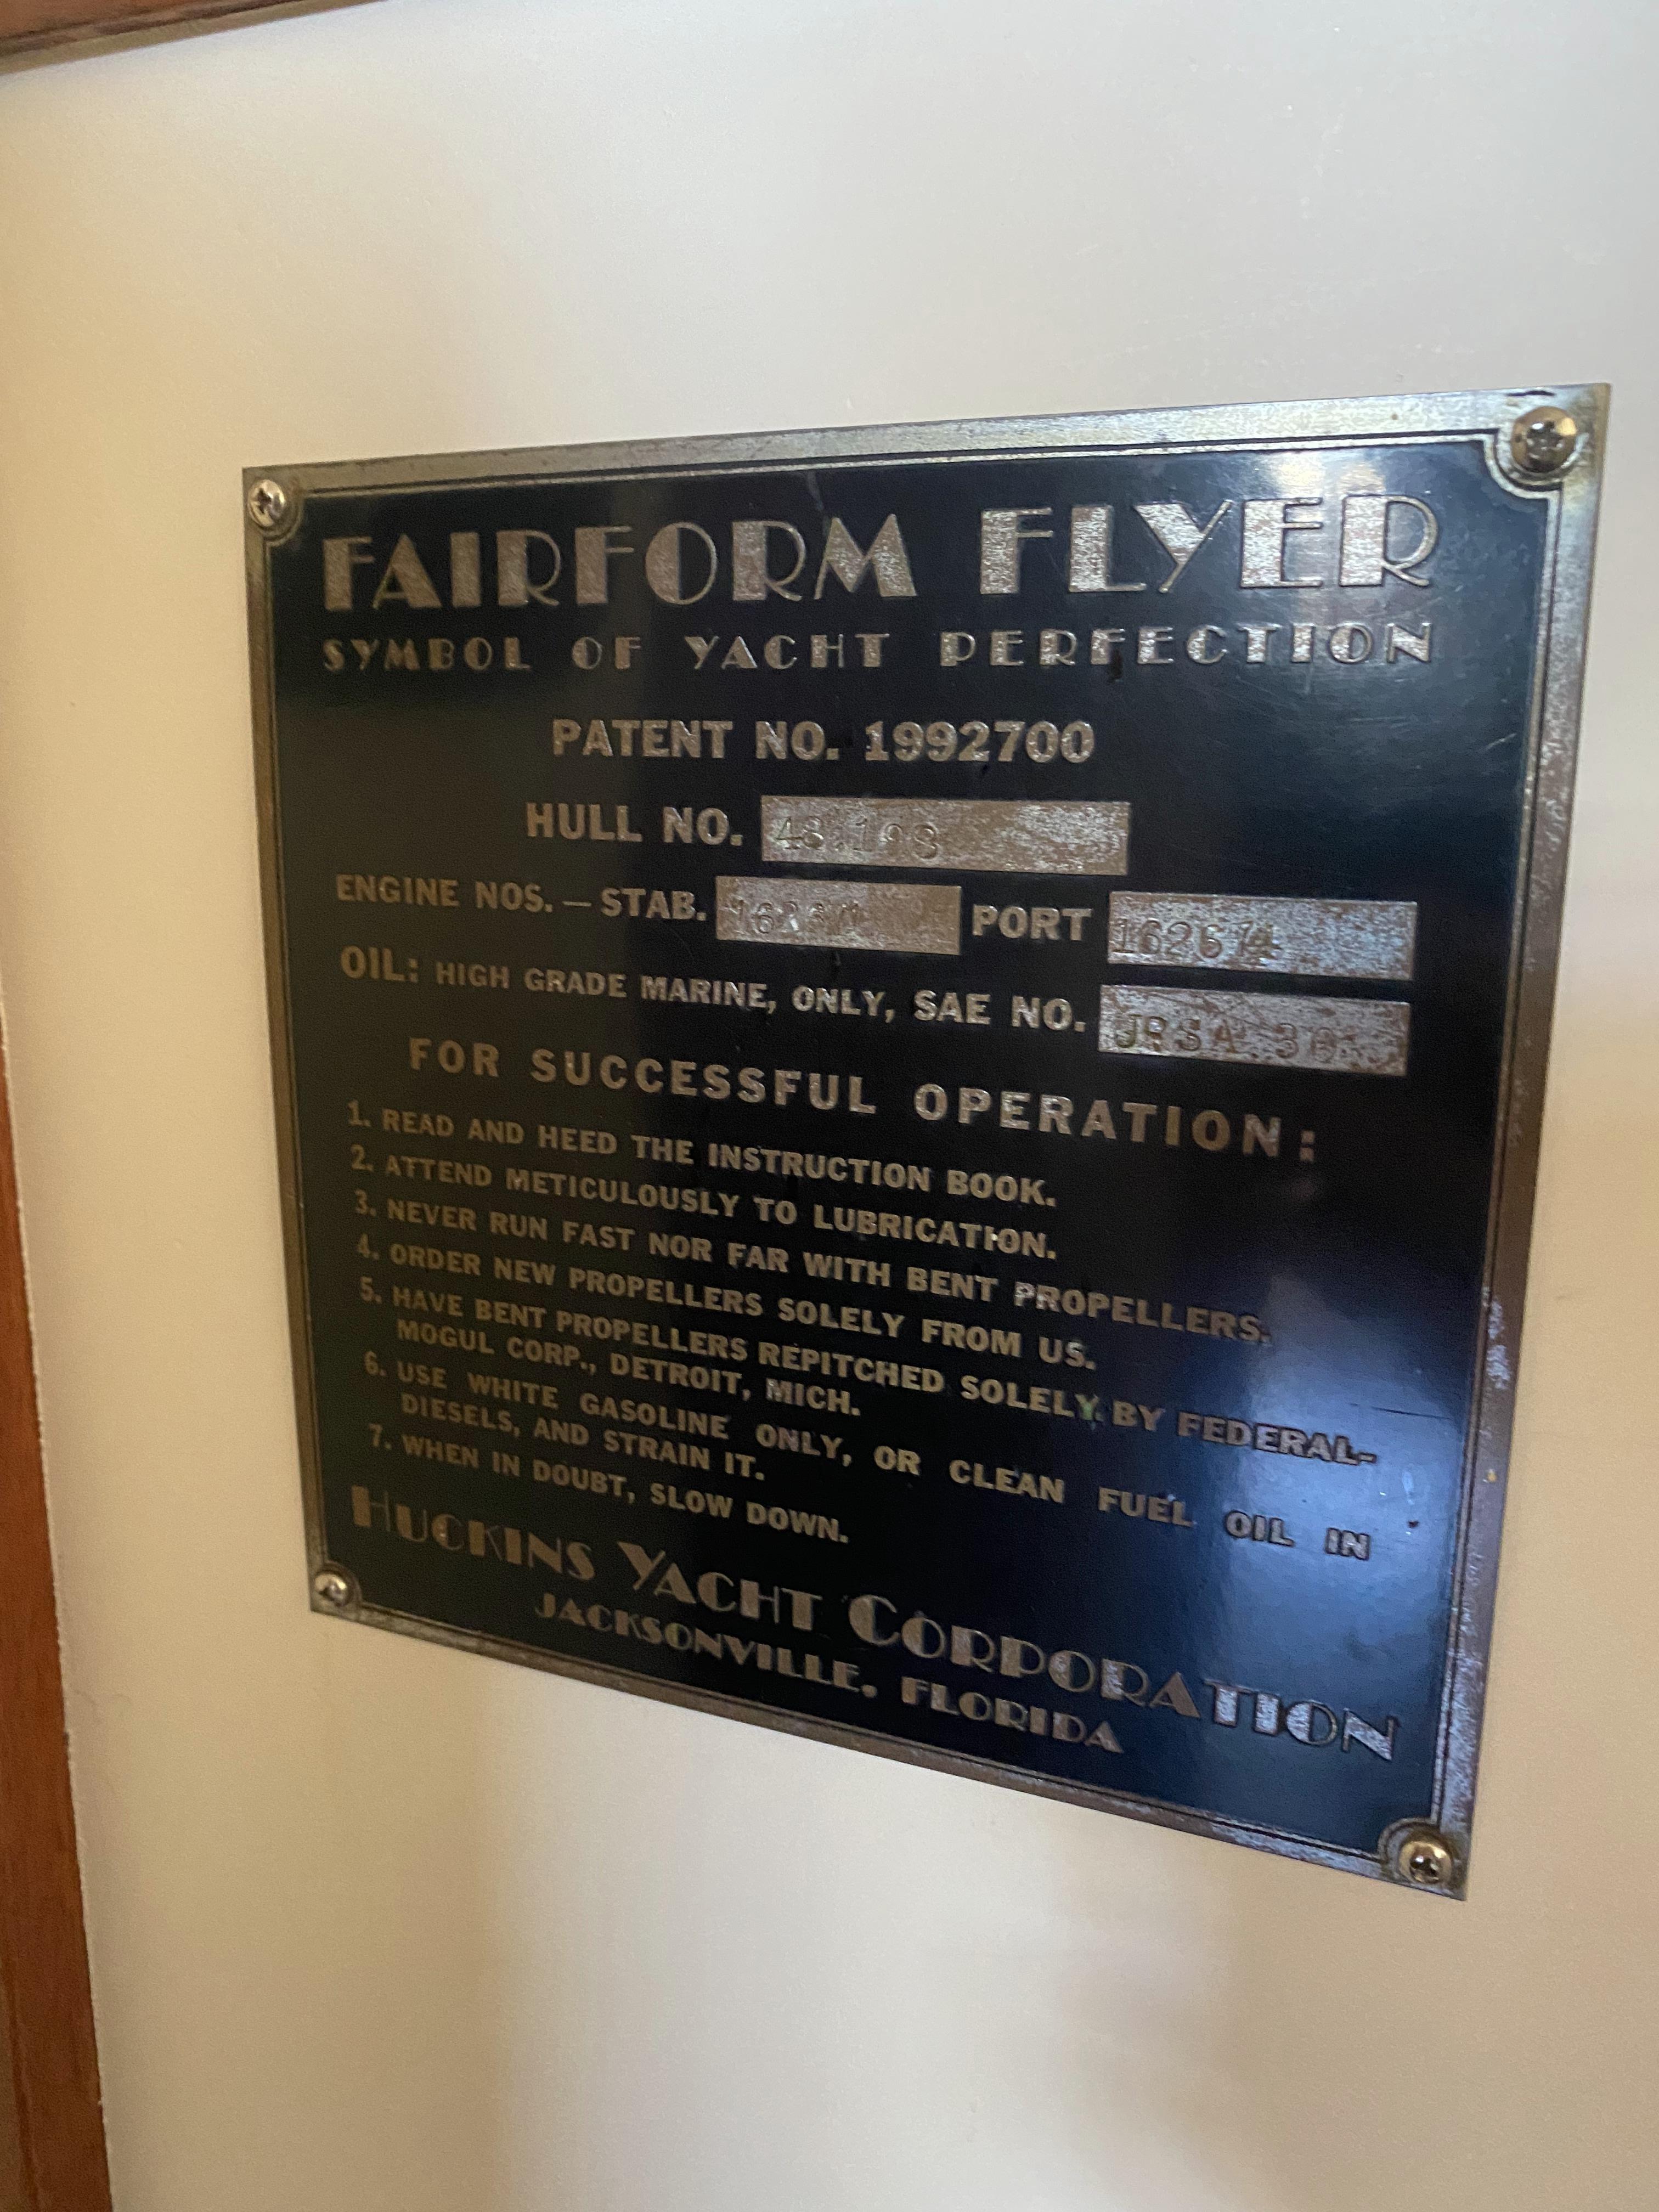 FAIRFORM FLYER
SYMBOL OF YACHT PERFECTION
PATENT NO. 1992700
HULL NO. 48.198
ENGINE NOS. — STAB. PORT
OIL: HIGH GRADE MARINE, ONLY, SAE NO.
FOR SUCCESSFUL OPERATION:
1. READ AND HEED THE INSTRUCTION BOOK.
2. ATTEND METICULOUSLY TO LUBRICATION.
3. NEVER RUN FAST NOR FAR WITH BENT PROPELLERS.
4. ORDER NEW PROPELLERS SOLELY FROM US.
5. HAVE BENT PROPELLERS REPITCHED SOLELY BY FEDERAL-
MOGUL CORP., DETROIT, MICH.
6. USE WHITE GASOLINE ONLY, OR CLEAN FUEL OIL IN
DIESELS, AND STRAIN IT.
7. WHEN IN DOUBT, SLOW DOWN.
HUCKINS YACHT CORPORATION
JACKSONVILLE, FLORIDA